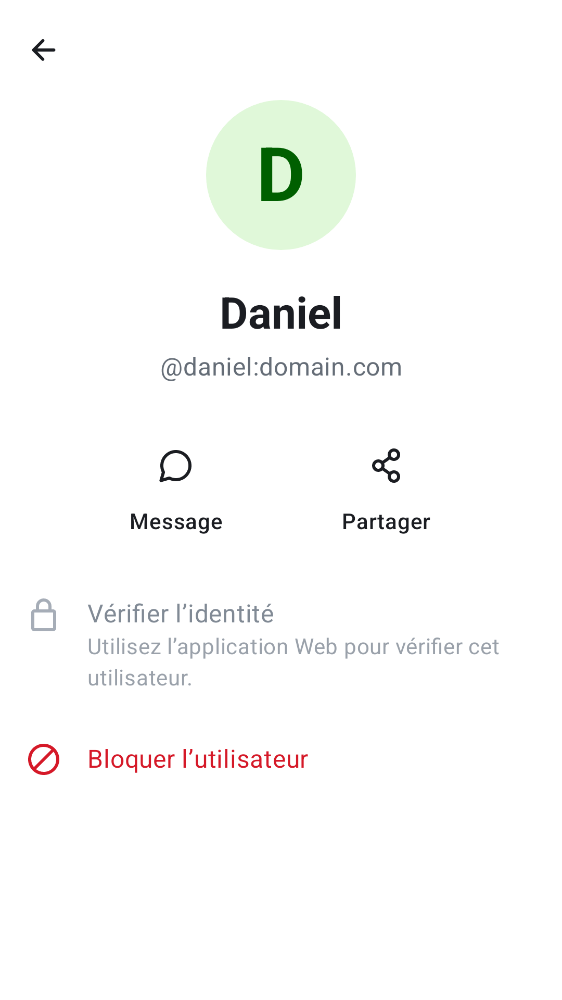 D
Daniel
@daniel:domain.com
Message
Partager
Vérifier l’identité
Utilisez l’application Web pour vérifier cet
utilisateur.
Bloquer l’utilisateur